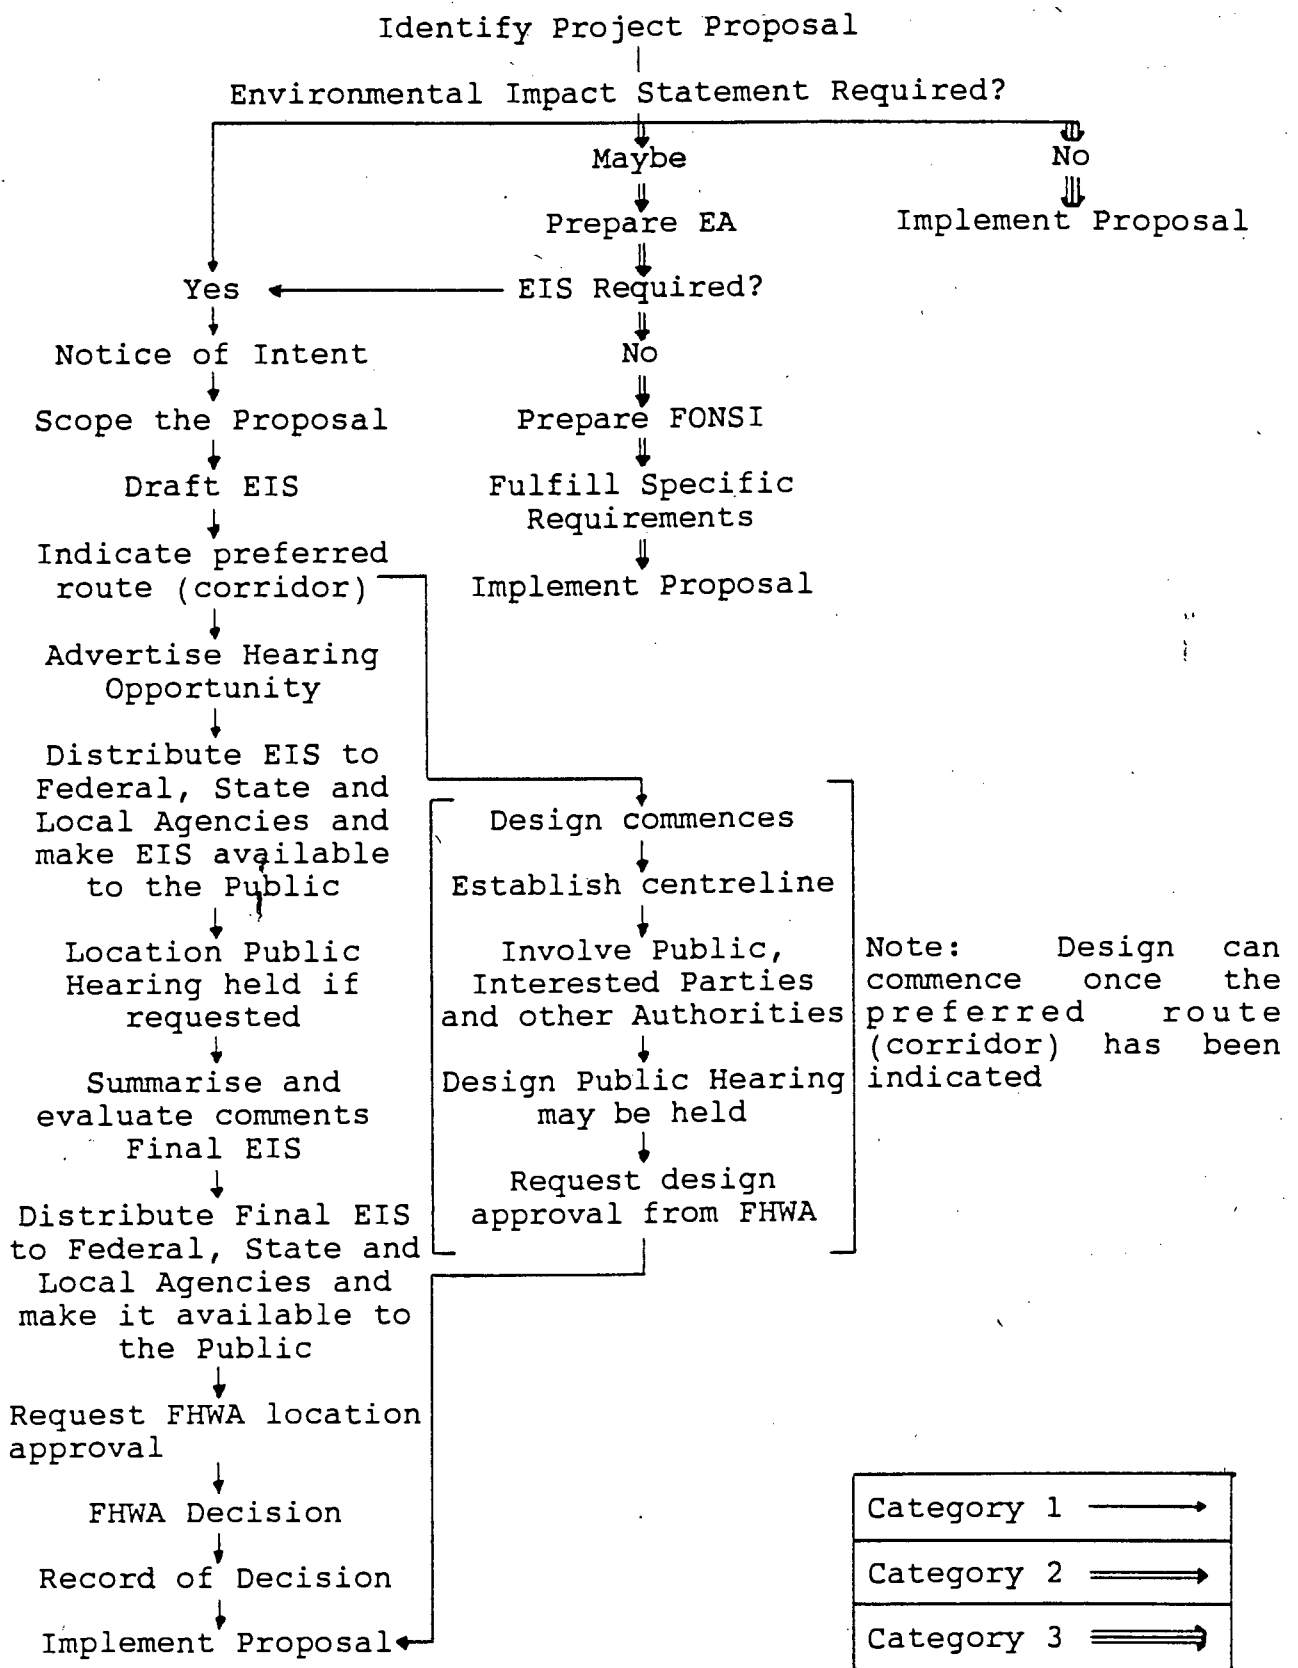 Identify Project Proposal
Environmental Impact Statement Required?
Maybe
No
Prepare EA
Implement Proposal
Yes
EIS Required?
Notice of Intent
No
Scope the Proposal
Prepare FONSI
Draft EIS
Fulfill Specific
Requirements
Indicate preferred
route (corridor)
Implement Proposal
Advertise Hearing
Opportunity
Distribute EIS to
Federal, State and
Local Agencies and
make EIS available
to the Public
Location Public
Hearing held if
requested
Summarise and
evaluate comments
Final EIS
Distribute Final EIS
to Federal, State and
Local Agencies and
make it available to
the Public
Request FHWA location
approval
FHWA Decision
Record of Decision
Implement Proposal
Design commences
Establish centreline
Involve Public,
Interested Parties
and other Authorities
Design Public Hearing
may be held
Request design
approval from FHWA
Note: Design can
commence once the
preferred route
(corridor) has been
indicated
Category 1
Category 2
Category 3